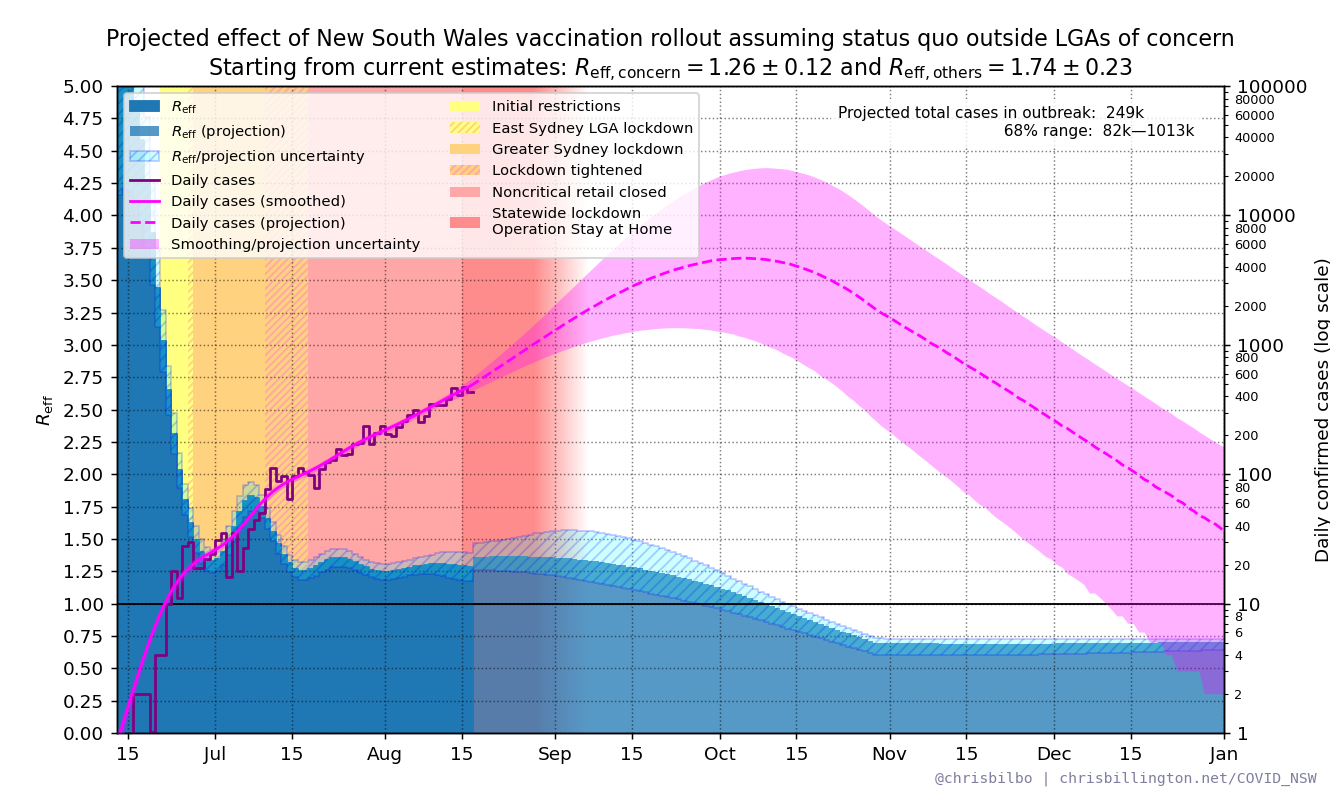 Projected effect of New South Wales vaccination rollout assuming status quo outside LGAs of concern
Starting from current estimates: R_eff, concern = 1.26 ± 0.12 and R_eff, others = 1.74 ± 0.23
Projected total cases in outbreak: 249k
68% range: 82k—1013k
R_eff
R_eff (projection)
R_eff/projection uncertainty
Daily cases
Daily cases (smoothed)
Daily cases (projection)
Smoothing/projection uncertainty
Initial restrictions
East Sydney LGA lockdown
Greater Sydney lockdown
Lockdown tightened
Noncritical retail closed
Statewide lockdown
Operation Stay at Home
R_eff
5.00
4.75
4.50
4.25
4.00
3.75
3.50
3.25
3.00
2.75
2.50
2.25
2.00
1.75
1.50
1.25
1.00
0.75
0.50
0.25
0.00
100000
80000
60000
40000
20000
10000
8000
6000
4000
2000
1000
800
600
400
200
100
80
60
40
20
10
8
6
4
2
1
Daily confirmed cases (log scale)
15 Jul 15 Aug 15 Sep 15 Oct 15 Nov 15 Dec 15 Jan
@chrisbilbo | chrisbillington.net/COVID_NSW